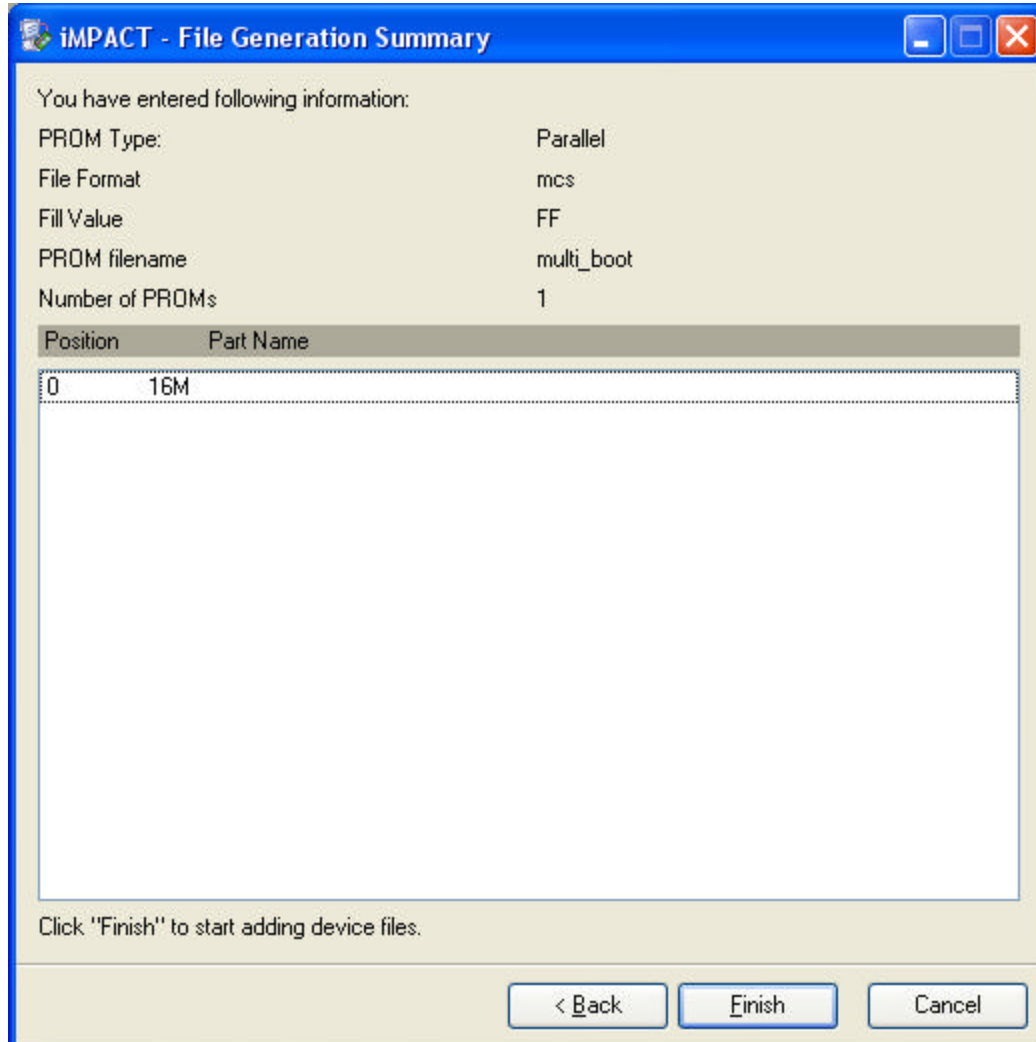 iMPACT - File Generation Summary
You have entered following information:
PROM Type: Parallel
File Format mcs
Fill Value FF
PROM filename multi_boot
Number of PROMs 1
Position Part Name
0 16M
Click "Finish" to start adding device files.
< Back Finish Cancel